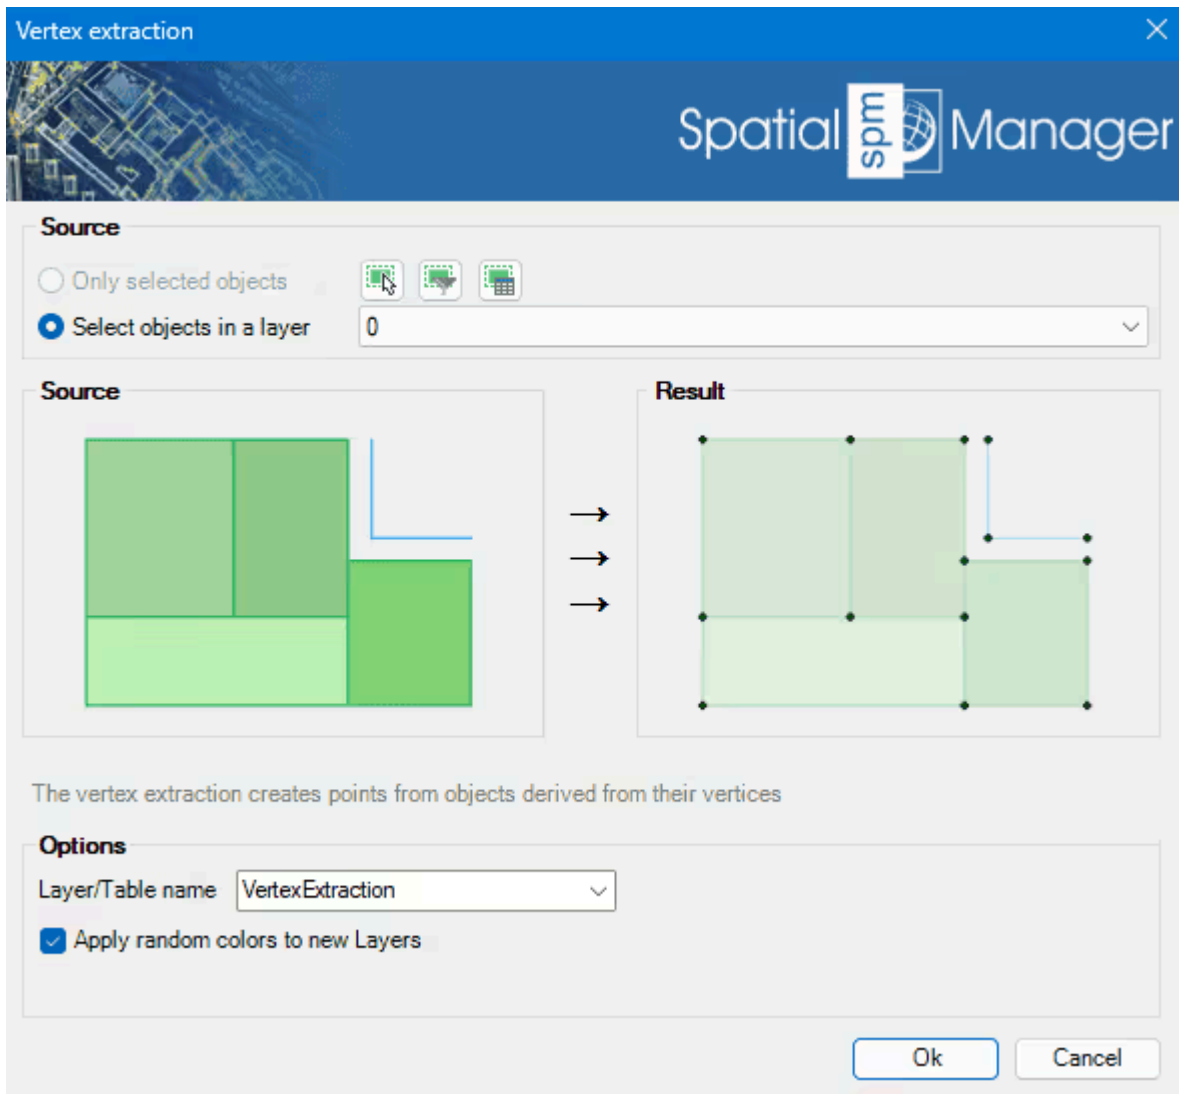 Vertex extraction
Spatial spm Manager
Source
Only selected objects
Select objects in a layer 0
Source Result
The vertex extraction creates points from objects derived from their vertices
Options
Layer/Table name VertexExtraction
Apply random colors to new Layers
Ok Cancel